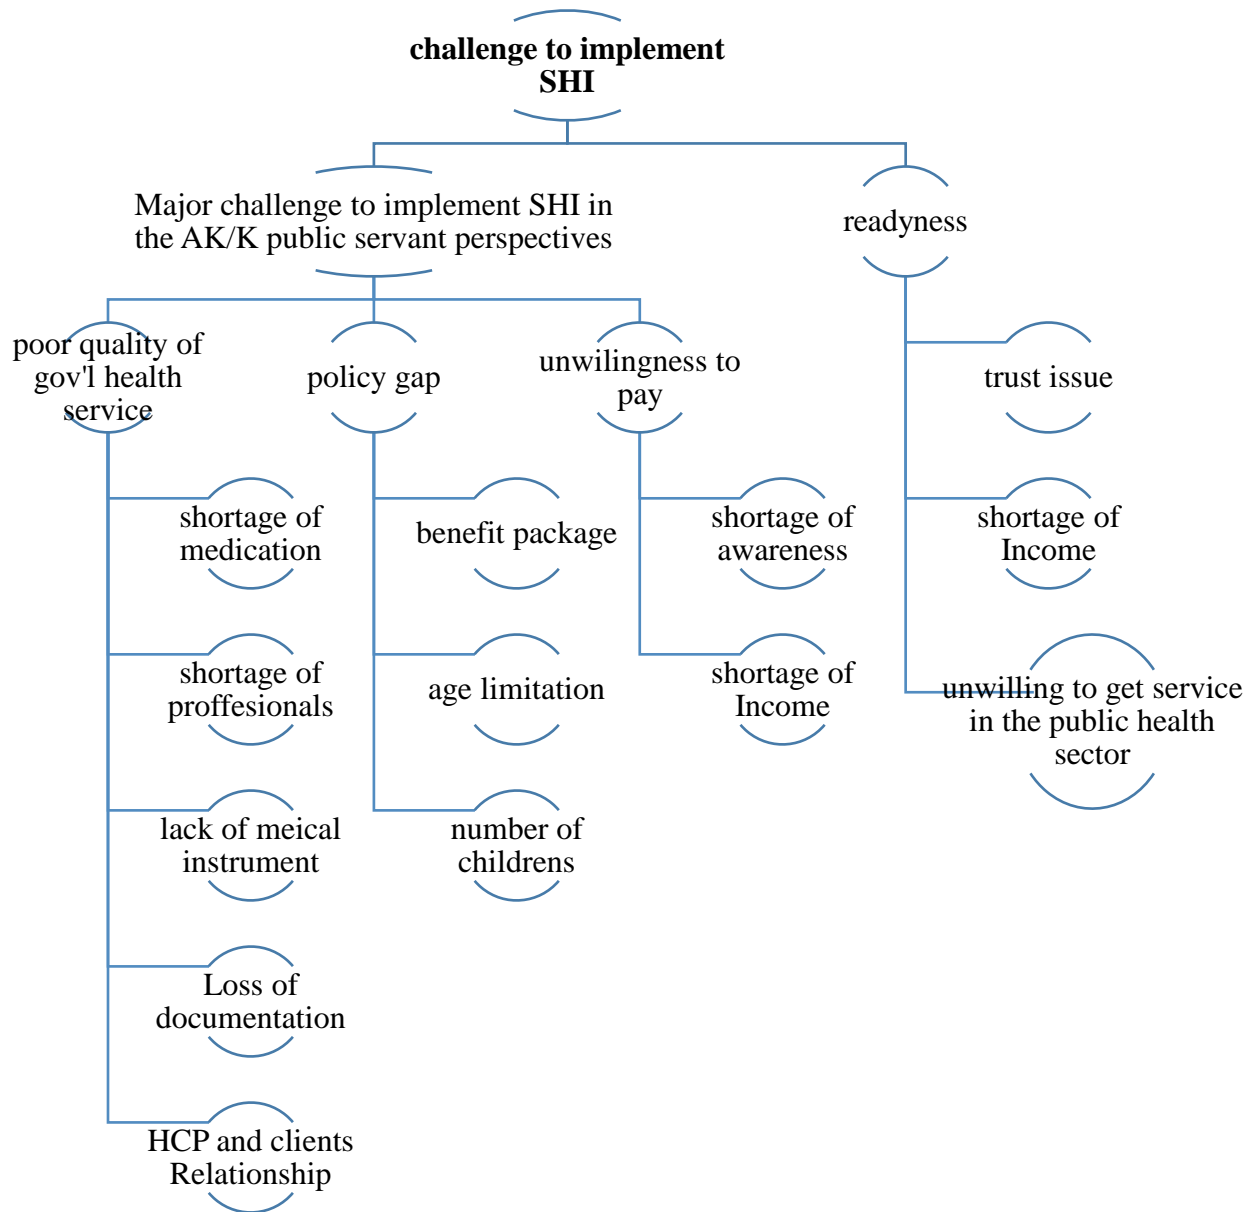 challenge to implement
SHI
Major challenge to implement SHI in
the AK/K public servant perspectives
readyness
poor quality of
gov'l health
service
policy gap
unwilingness to
pay
trust issue
shortage of
medication
benefit package
shortage of
awareness
shortage of
Income
shortage of
proffesionals
age limitation
shortage of
Income
unwilling to get service
in the public health
sector
lack of meical
instrument
number of
childrens
Loss of
documentation
HCP and clients
Relationship